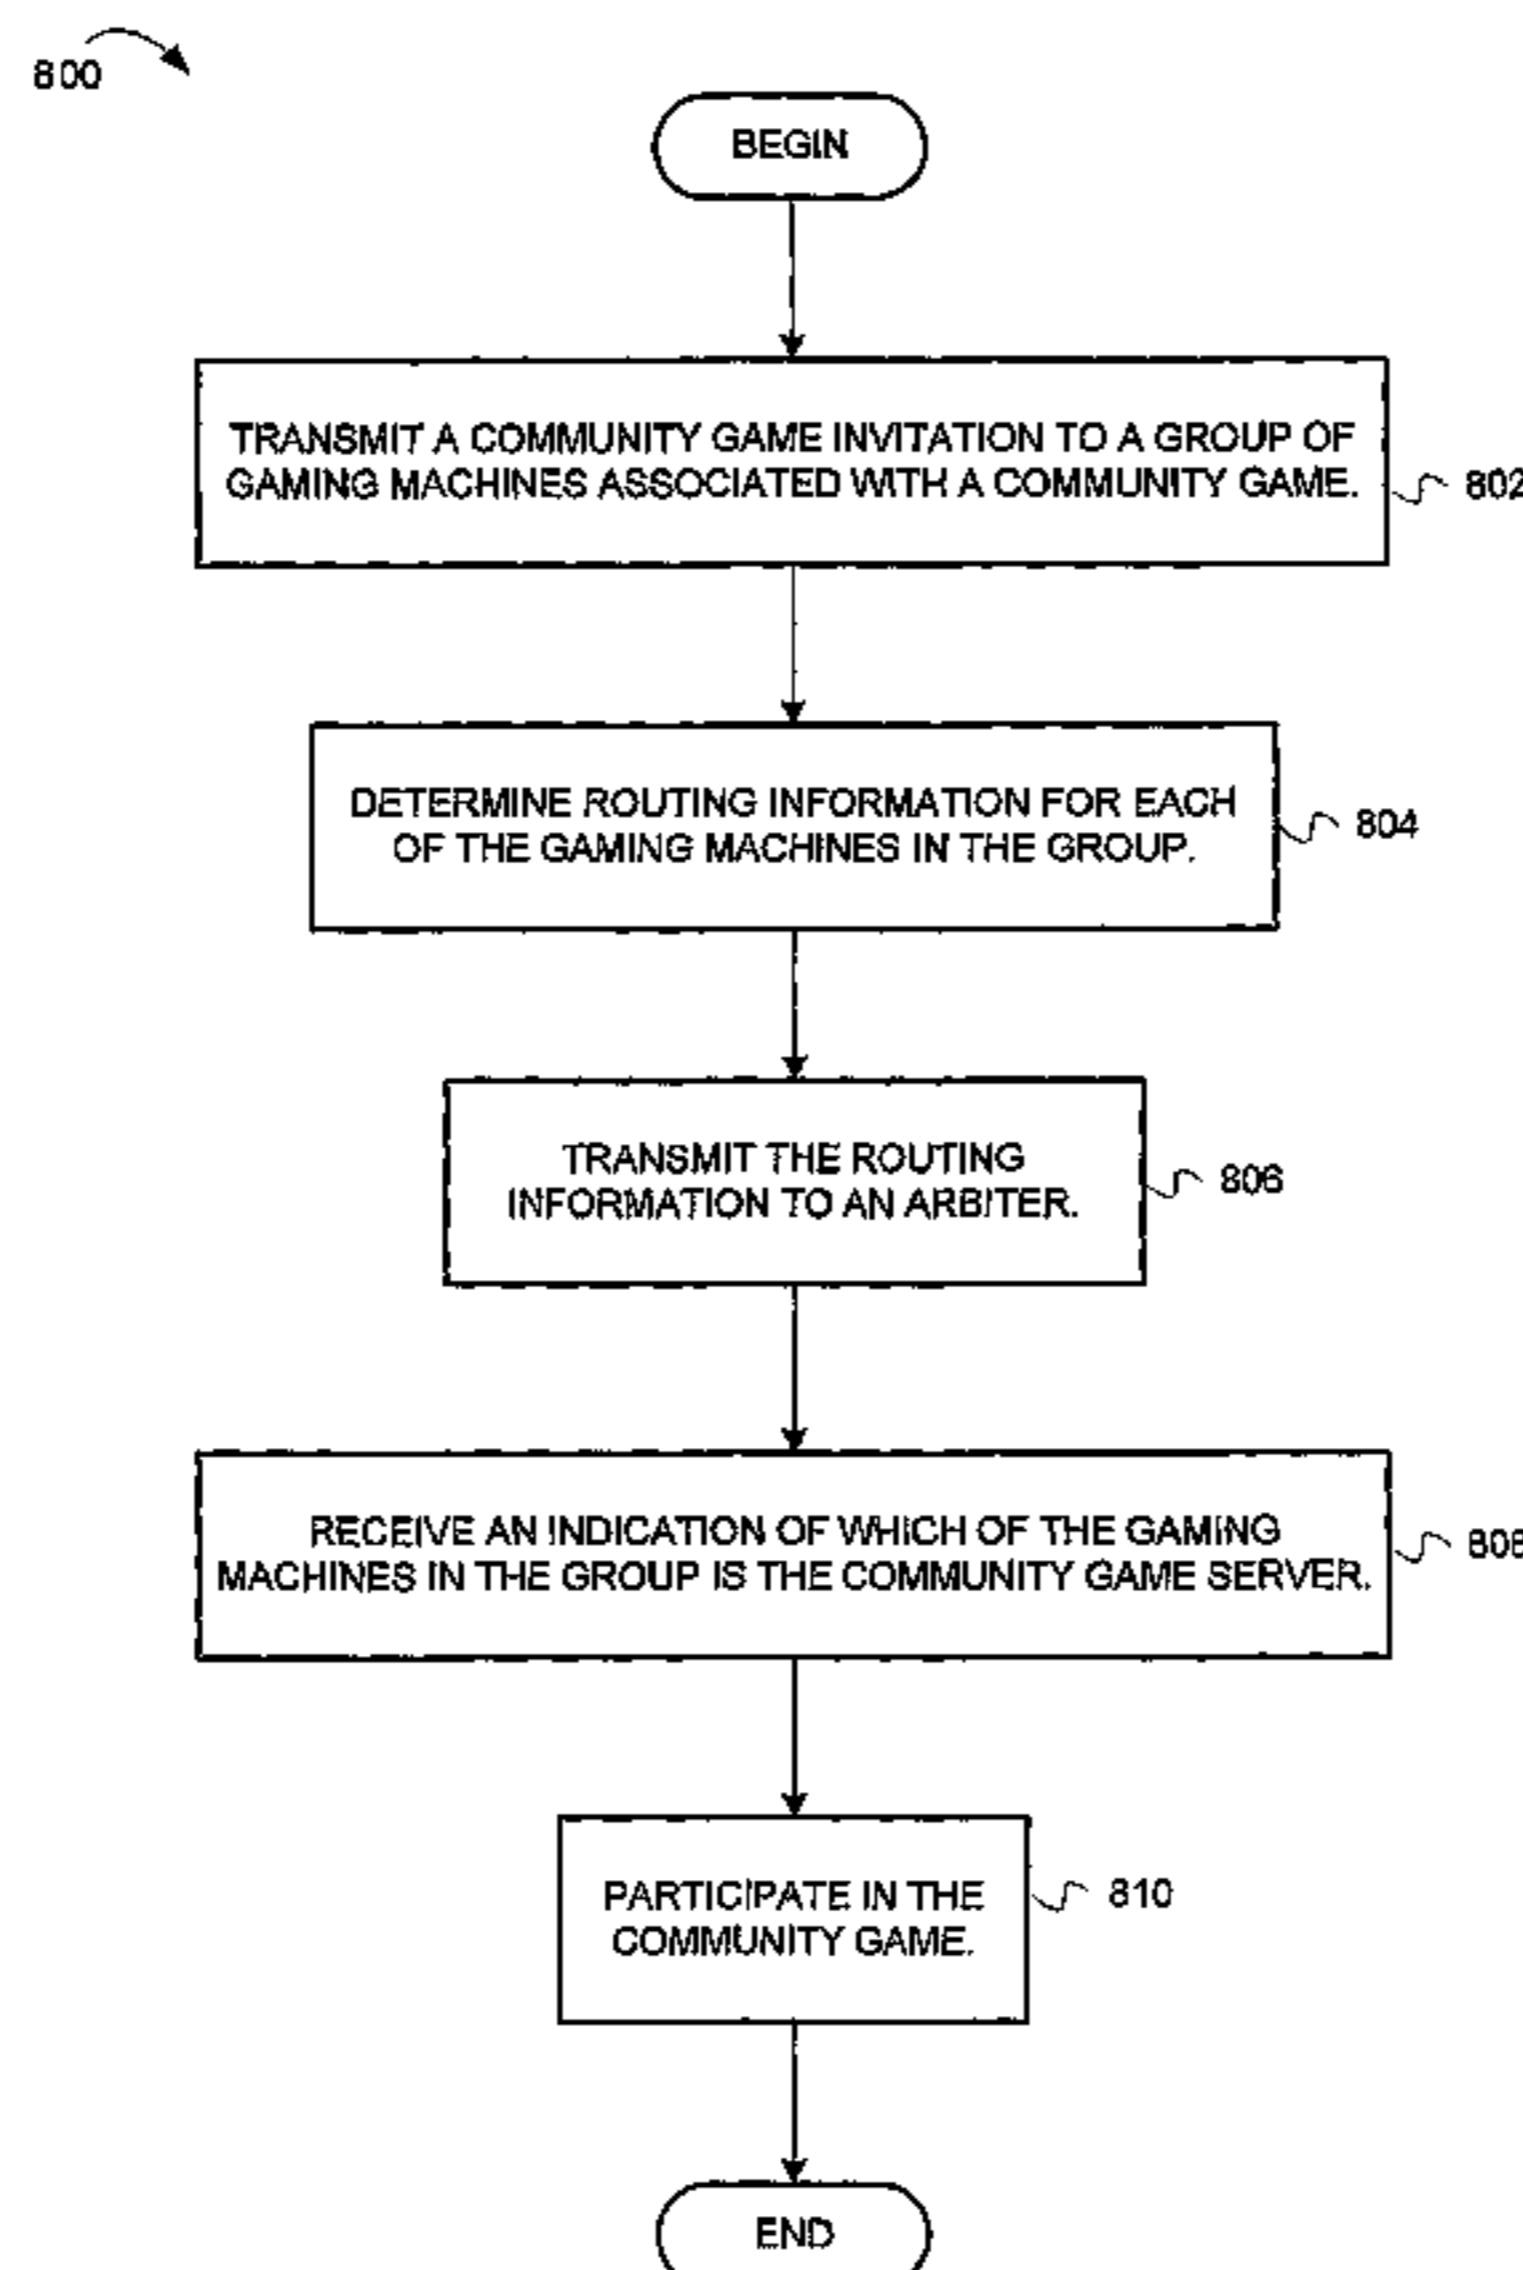 800
BEGIN
TRANSMIT A COMMUNITY GAME INVITATION TO A GROUP OF
GAMING MACHINES ASSOCIATED WITH A COMMUNITY GAME.
802
DETERMINE ROUTING INFORMATION FOR EACH
OF THE GAMING MACHINES IN THE GROUP.
804
TRANSMIT THE ROUTING
INFORMATION TO AN ARBITER.
806
RECEIVE AN INDICATION OF WHICH OF THE GAMING
MACHINES IN THE GROUP IS THE COMMUNITY GAME SERVER.
808
PARTICIPATE IN THE
COMMUNITY GAME.
810
END